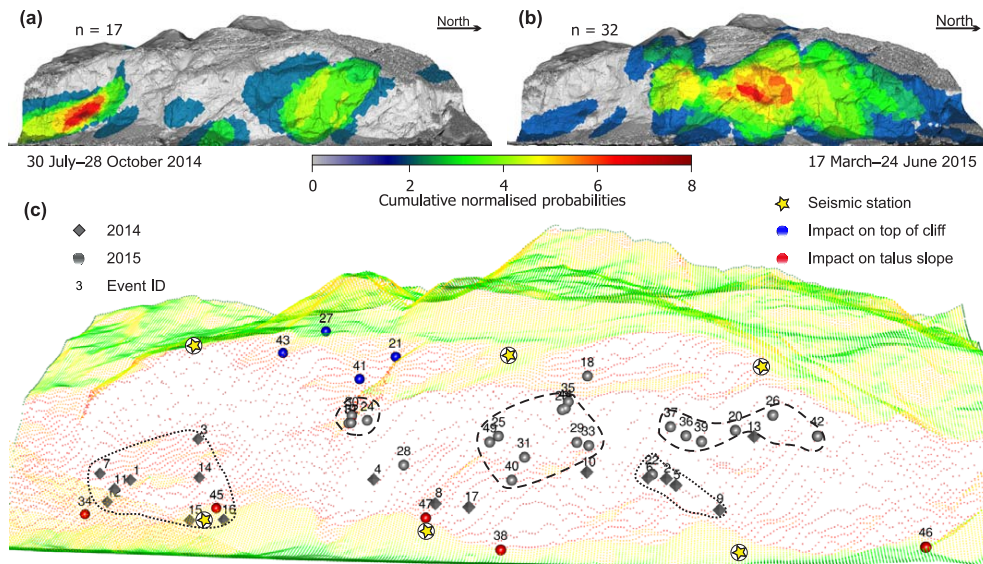 (a)
n = 17
North
(b)
n = 32
North
30 July–28 October 2014
17 March–24 June 2015
0 2 4 6 8
Cumulative normalised probabilities
(c)
2014
2015
3 Event ID
Seismic station
Impact on top of cliff
Impact on talus slope
27
43
21
41
18
35
24
26
37
36
39
20
13
42
3
25
49
31
29
33
40
10
28
4
7
11
1
14
22
6
9
34
45
15
16
8
47
17
38
46